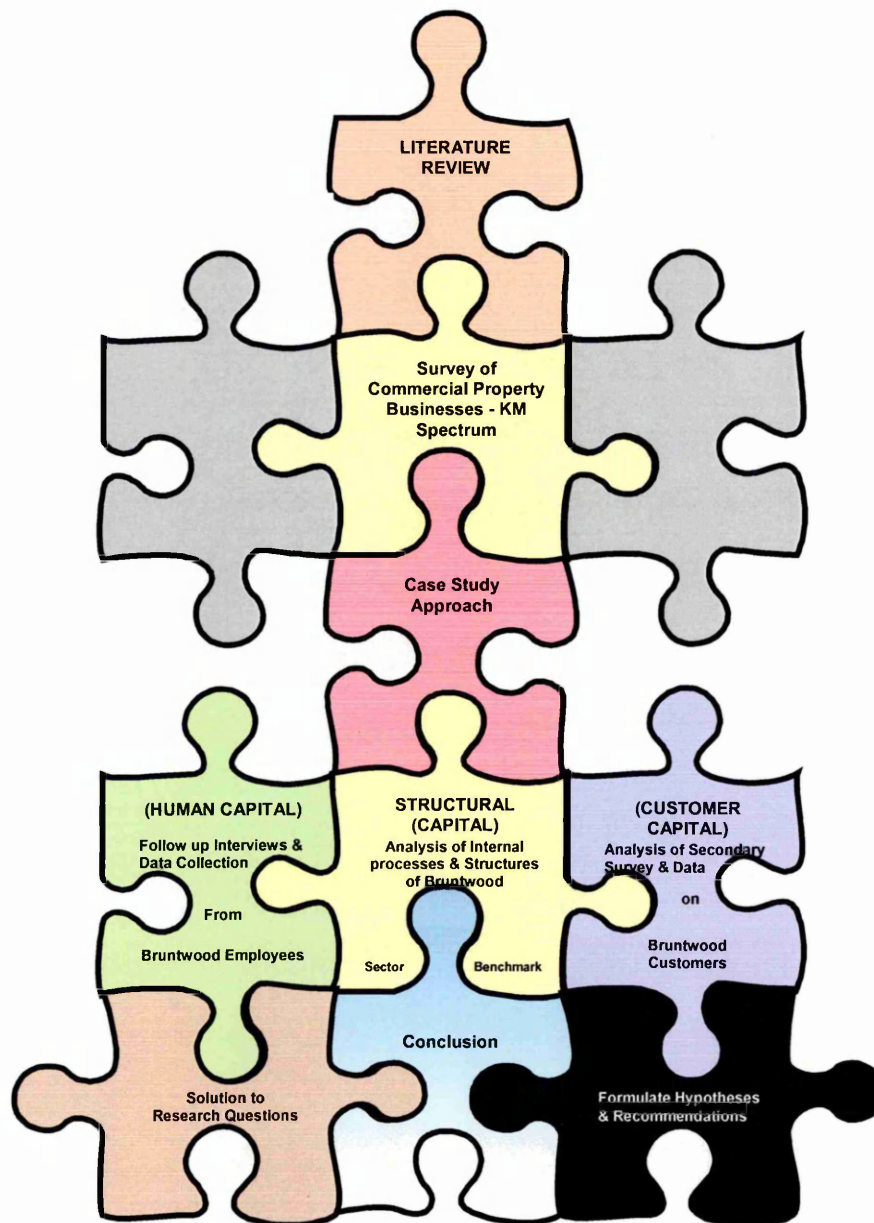 LITERATURE
REVIEW
Survey of
Commercial Property
Businesses - KM
Spectrum
Case Study
Approach
(HUMAN CAPITAL)
Follow up Interviews &
Data Collection
From
Bruntwood Employees
STRUCTURAL
(CAPITAL)
Analysis of Internal
processes & Structures
of Bruntwood
Sector Benchmark
(CUSTOMER
CAPITAL)
Analysis of Secondary
Survey & Data
on
Bruntwood
Customers
Solution to
Research Questions
Conclusion
Formulate Hypotheses
& Recommendations